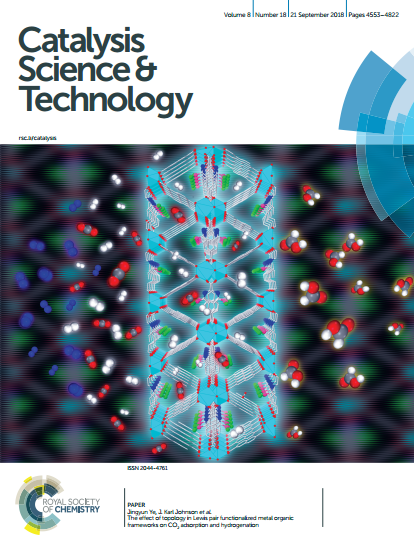 Volume 8 | Number 18 | 21 September 2018 | Pages 4553–4822
Catalysis
Science &
Technology
rsc.li/catalysis
ISSN 2044-4761
ROYAL SOCIETY
OF CHEMISTRY
PAPER
Jingyun Ye, J. Karl Johnson et al.
The effect of topology in Lewis pair functionalized metal organic
frameworks on CO₂ adsorption and hydrogenation